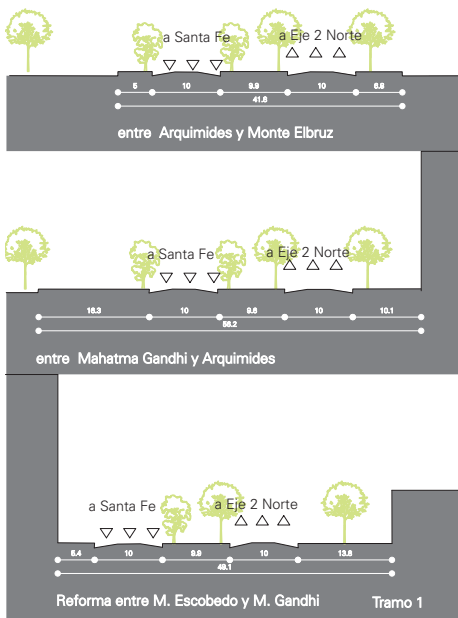 a Santa Fe
a Eje 2 Norte
5 10 9.9 10 6.9
41.8
entre Arquimides y Monte Elbruz
a Santa Fe
a Eje 2 Norte
16.3 10 9.8 10 10.1
56.2
entre Mahatma Gandhi y Arquimides
a Santa Fe
a Eje 2 Norte
5.4 10 9.9 10 13.8
49.1
Reforma entre M. Escobedo y M. Gandhi
Tramo 1